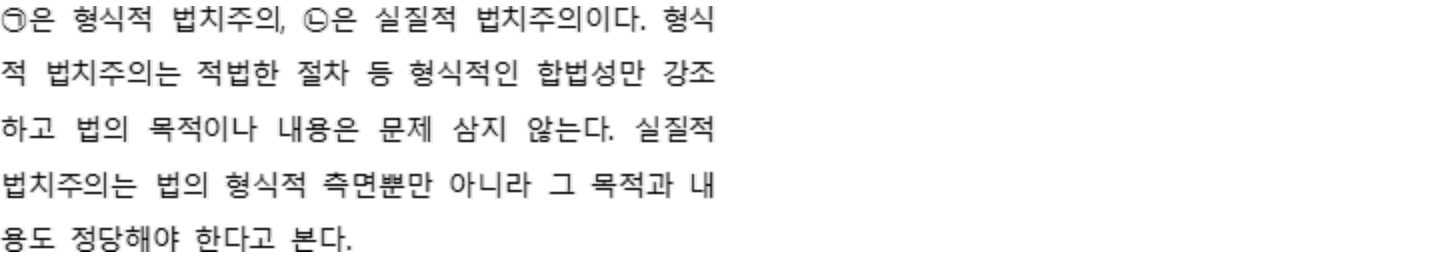 ㉠은 형식적 법치주의, ㉡은 실질적 법치주의이다. 형식
적 법치주의는 적법한 절차 등 형식적인 합법성만 강조
하고 법의 목적이나 내용은 문제 삼지 않는다. 실질적
법치주의는 법의 형식적 측면뿐만 아니라 그 목적과 내
용도 정당해야 한다고 본다.